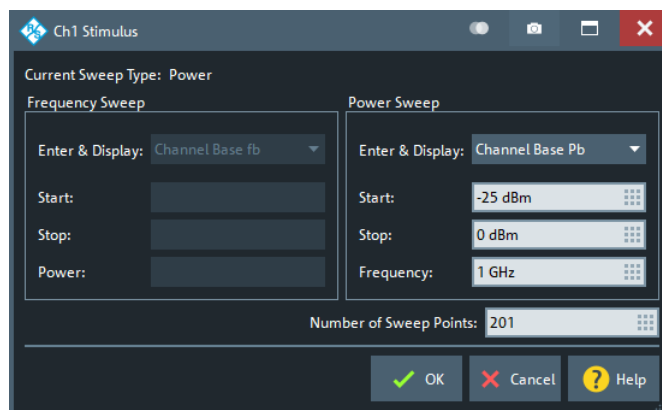 Ch1 Stimulus
Current Sweep Type: Power
Frequency Sweep
Enter & Display: Channel Base fb
Start:
Stop:
Power:
Power Sweep
Enter & Display: Channel Base Pb
Start: -25 dBm
Stop: 0 dBm
Frequency: 1 GHz
Number of Sweep Points: 201
OK
Cancel
? Help